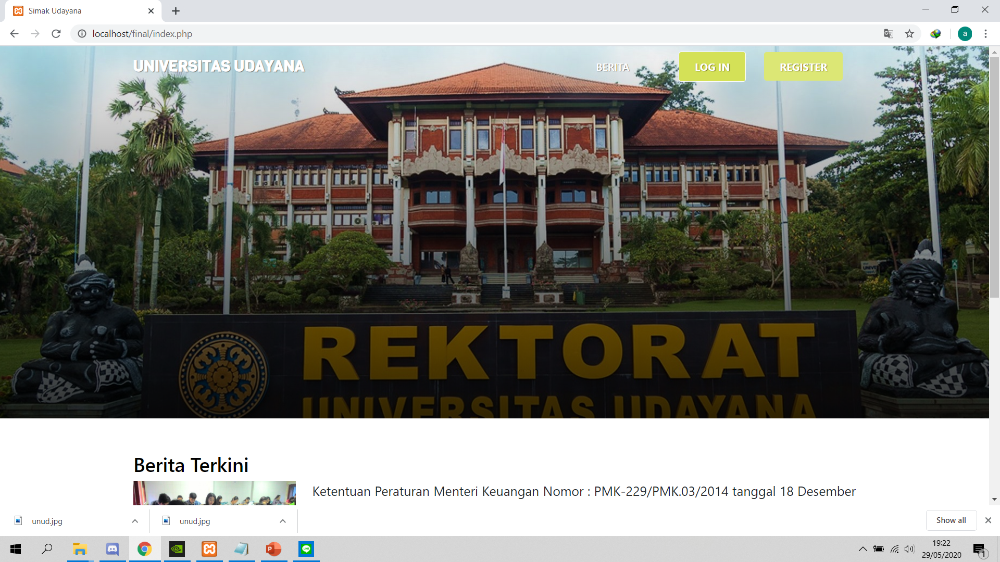 Simak Udayana
localhost/final/index.php
a
UNIVERSITAS UDAYANA
BERITA
LOG IN
REGISTER
REKTORAT
UNIVERSITAS UDAYANA
Berita Terkini
Ketentuan Peraturan Menteri Keuangan Nomor : PMK-229/PMK.03/2014 tanggal 18 Desember
unud.jpg
unud.jpg
Show all
19:22
29/05/2020
1